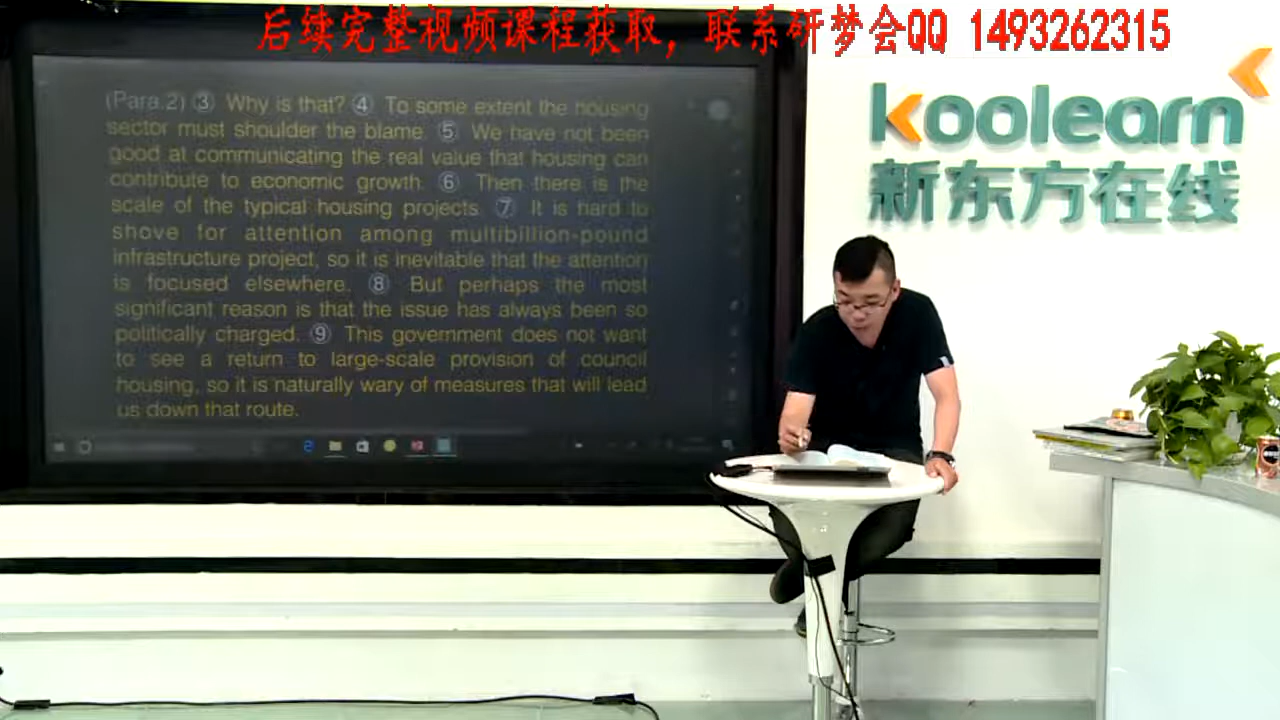 后续完整视频课程获取，联系研梦会QQ 1493262315
(Para.2) ③ Why is that? ④ To some extent the housing
sector must shoulder the blame. ⑤ We have not been
good at communicating the real value that housing can
contribute to economic growth. ⑥ Then there is the
scale of the typical housing projects. ⑦ It is hard to
shove for attention among multibillion-pound
infrastructure project, so it is inevitable that the attention
is focused elsewhere. ⑧ But perhaps the most
significant reason is that the issue has always been so
politically charged. ⑨ This government does not want
to see a return to large-scale provision of council
housing, so it is naturally wary of measures that will lead
us down that route.
koolearn
新东方在线